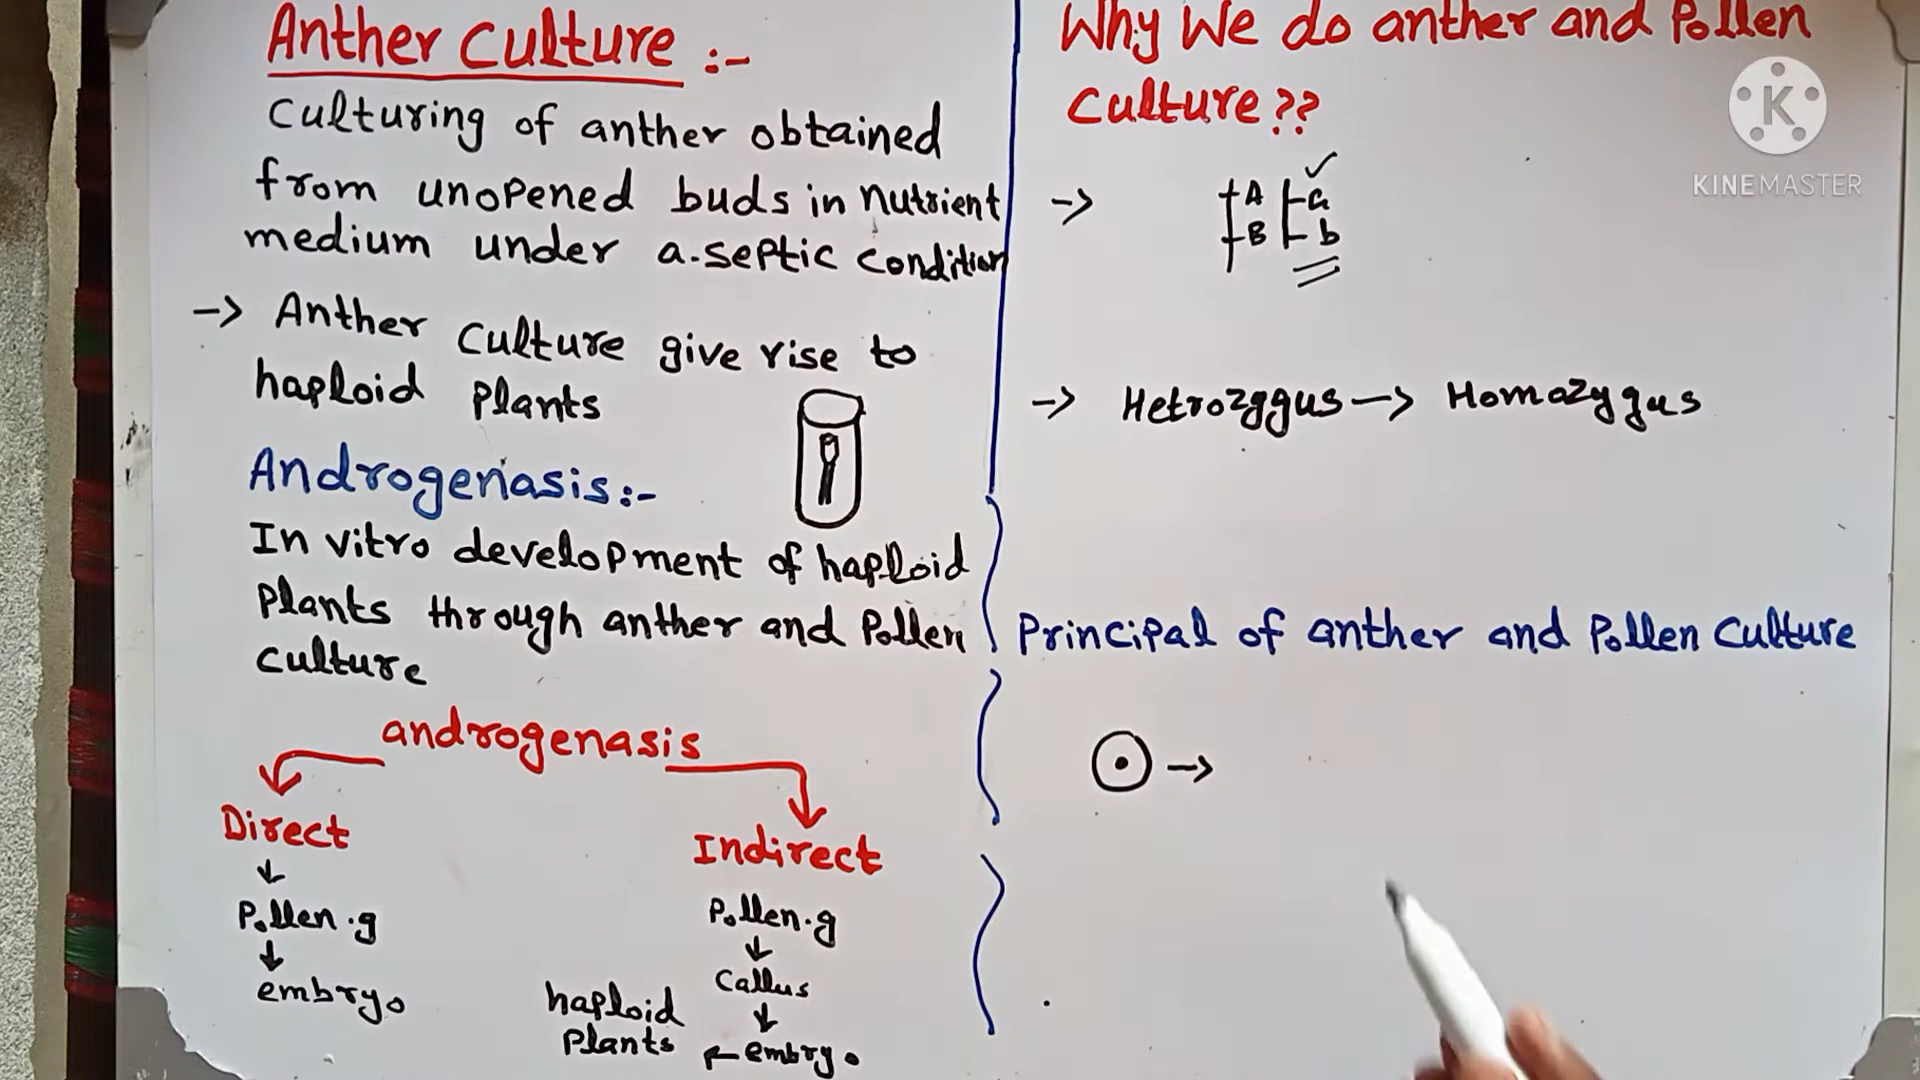 Anther Culture :-
Culturing of anther obtained
from unopened buds in nutrient
medium under a.septic condition
-> Anther Culture give rise to
haploid Plants
Androgenasis:-
In vitro development of haploid
Plants through anther and Pollen
Culture
androgenasis
Direct
Pollen.g
embryo
Indirect
Pollen.g
Callus
embryo
haploid
Plants
Why We do anther and Pollen
Culture??
-> A a
B b
-> Hetrozygus -> Homozygus
Principal of anther and Pollen Culture
K
KINEMASTER